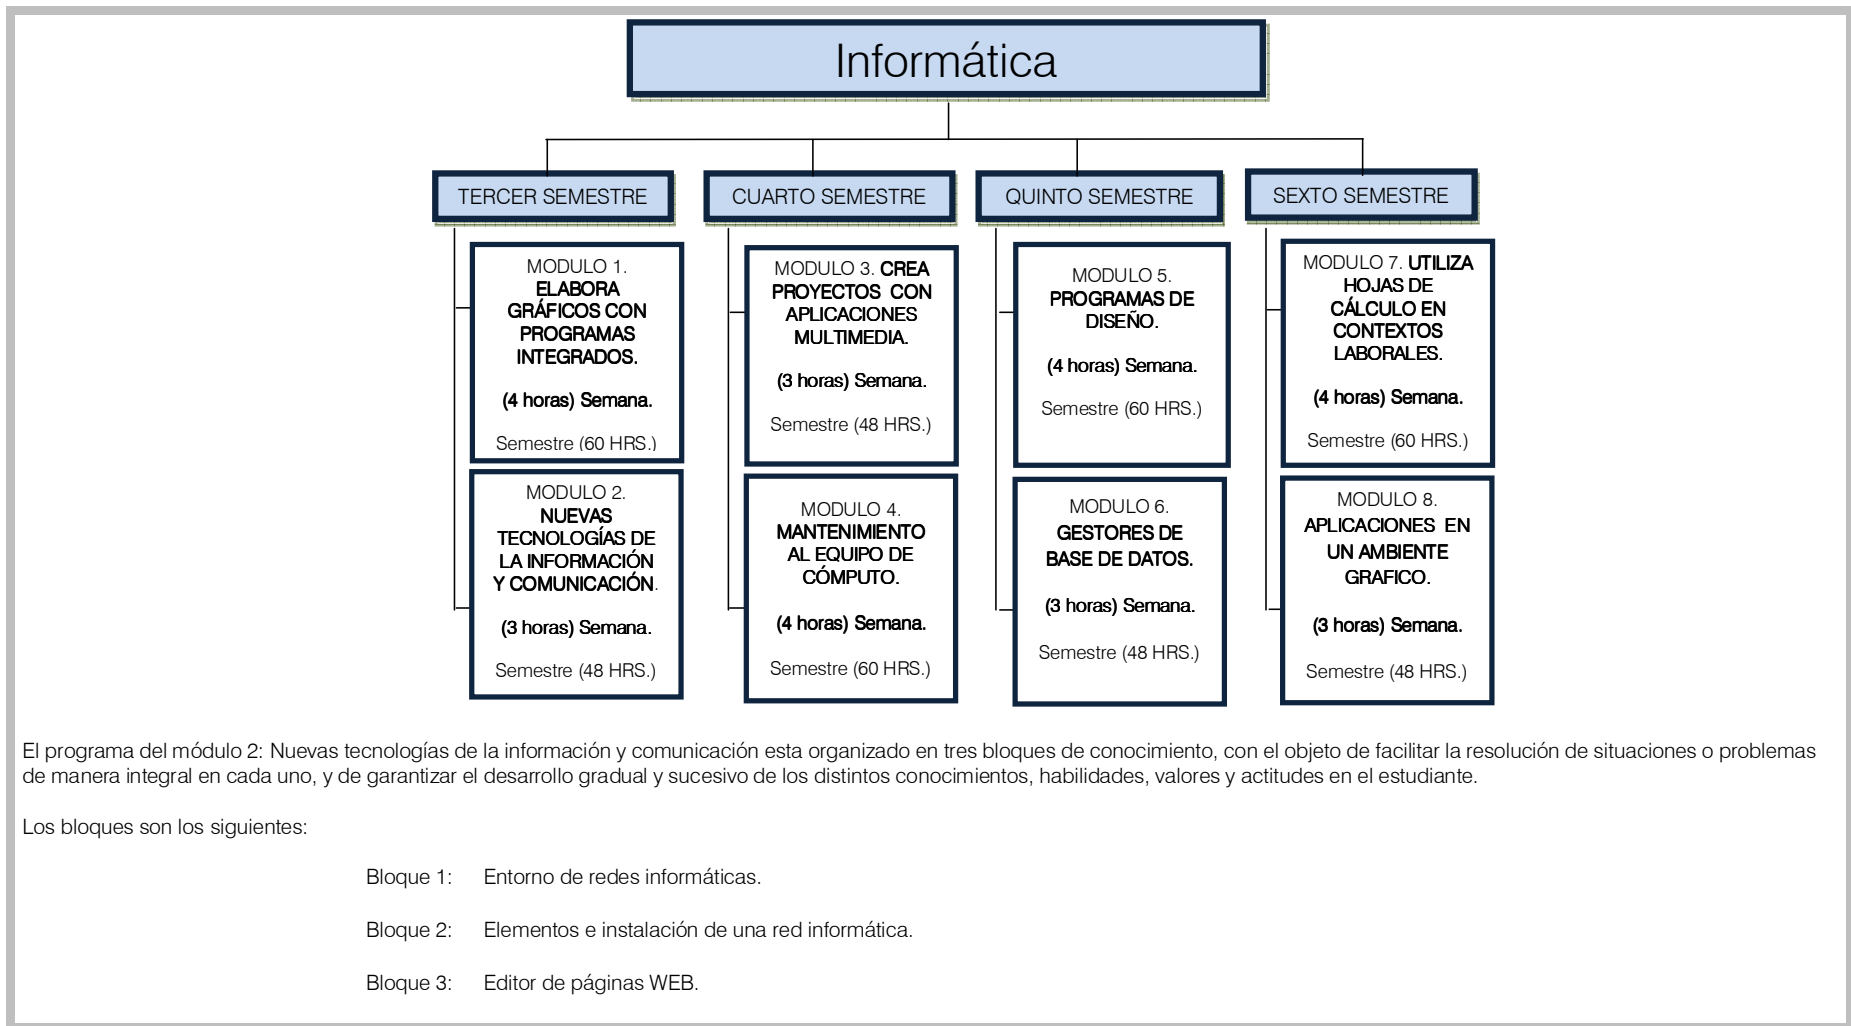 Informática
TERCER SEMESTRE
MODULO 1.
ELABORA
GRÁFICOS CON
PROGRAMAS
INTEGRADOS.
(4 horas) Semana.
Semestre (60 HRS.)
MODULO 2.
NUEVAS
TECNOLOGÍAS DE
LA INFORMACIÓN
Y COMUNICACIÓN.
(3 horas) Semana.
Semestre (48 HRS.)
CUARTO SEMESTRE
MODULO 3. CREA
PROYECTOS CON
APLICACIONES
MULTIMEDIA.
(3 horas) Semana.
Semestre (48 HRS.)
MODULO 4.
MANTENIMIENTO
AL EQUIPO DE
CÓMPUTO.
(4 horas) Semana.
Semestre (60 HRS.)
QUINTO SEMESTRE
MODULO 5.
PROGRAMAS DE
DISEÑO.
(4 horas) Semana.
Semestre (60 HRS.)
MODULO 6.
GESTORES DE
BASE DE DATOS.
(3 horas) Semana.
Semestre (48 HRS.)
SEXTO SEMESTRE
MODULO 7. UTILIZA
HOJAS DE
CÁLCULO EN
CONTEXTOS
LABORALES.
(4 horas) Semana.
Semestre (60 HRS.)
MODULO 8.
APLICACIONES EN
UN AMBIENTE
GRAFICO.
(3 horas) Semana.
Semestre (48 HRS.)
El programa del módulo 2: Nuevas tecnologías de la información y comunicación esta organizado en tres bloques de conocimiento, con el objeto de facilitar la resolución de situaciones o problemas
de manera integral en cada uno, y de garantizar el desarrollo gradual y sucesivo de los distintos conocimientos, habilidades, valores y actitudes en el estudiante.
Los bloques son los siguientes:
Bloque 1: Entorno de redes informáticas.
Bloque 2: Elementos e instalación de una red informática.
Bloque 3: Editor de páginas WEB.